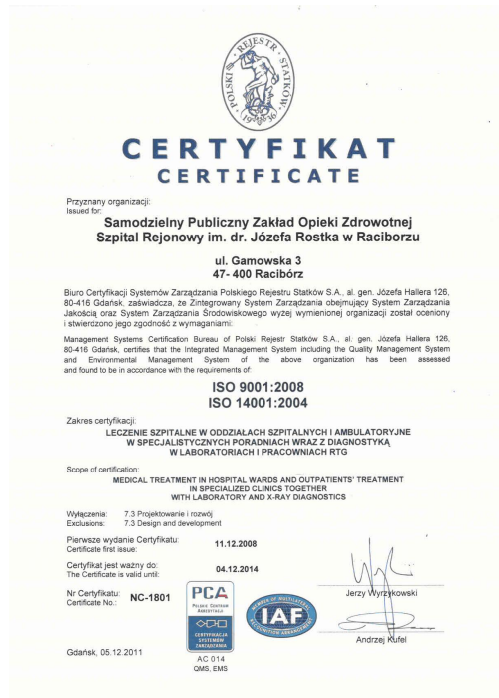 POLSKI REJESTR STATKÓW
1936
CERTYFIKAT
CERTIFICATE
Przyznany organizacji:
Issued for:
Samodzielny Publiczny Zakład Opieki Zdrowotnej
Szpital Rejonowy im. dr. Józefa Rostka w Raciborzu
ul. Gamowska 3
47- 400 Racibórz
Biuro Certyfikacji Systemów Zarządzania Polskiego Rejestru Statków S.A., al. gen. Józefa Hallera 126,
80-416 Gdańsk, zaświadcza, że Zintegrowany System Zarządzania obejmujący System Zarządzania
Jakością oraz System Zarządzania Środowiskowego wyżej wymienionej organizacji został oceniony
i stwierdzono jego zgodność z wymaganiami:
Management Systems Certification Bureau of Polski Rejestr Statków S.A., al. gen. Józefa Hallera 126,
80-416 Gdańsk, certifies that the Integrated Management System including the Quality Management System
and Environmental Management System of the above organization has been assessed
and found to be in accordance with the requirements of:
ISO 9001:2008
ISO 14001:2004
Zakres certyfikacji:
LECZENIE SZPITALNE W ODDZIAŁACH SZPITALNYCH I AMBULATORYJNE
W SPECJALISTYCZNYCH PORADNIACH WRAZ Z DIAGNOSTYKĄ
W LABORATORIACH I PRACOWNIACH RTG
Scope of certification:
MEDICAL TREATMENT IN HOSPITAL WARDS AND OUTPATIENTS' TREATMENT
IN SPECIALIZED CLINICS TOGETHER
WITH LABORATORY AND X-RAY DIAGNOSTICS
Wyłączenia: 7.3 Projektowanie i rozwój
Exclusions: 7.3 Design and development
Pierwsze wydanie Certyfikatu: 11.12.2008
Certificate first issue:
Certyfikat jest ważny do: 04.12.2014
The Certificate is valid until:
Nr Certyfikatu: NC-1801
Certificate No.:
PCA
POLSKIE CENTRUM
AKREDYTACJI
CERTYFIKACJA
SYSTEMÓW
ZARZĄDZANIA
AC 014
QMS, EMS
MEMBER OF MULTILATERAL
IAF
RECOGNITION ARRANGEMENT
Jerzy Wyrzykowski
Andrzej Kufel
Gdańsk, 05.12.2011